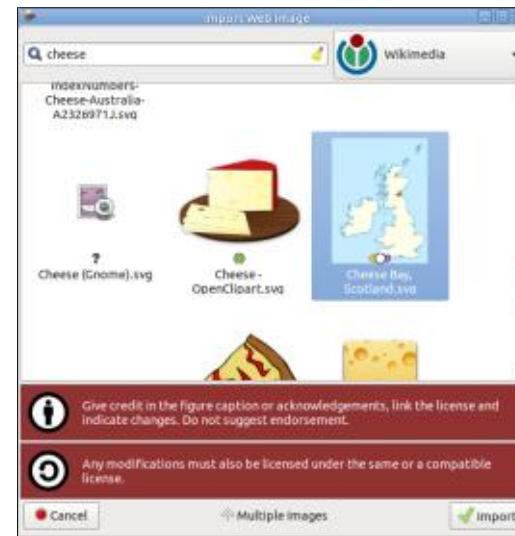 Import Web Image
cheese
Wikimedia
IndexNumbers-
Cheese-Australia-
A2326971J.svg
?
Cheese (Gnome).svg
Cheese -
OpenClipart.svg
Cheese Bay,
Scotland.svg
Give credit in the figure caption or acknowledgements, link the license and
indicate changes. Do not suggest endorsement.
Any modifications must also be licensed under the same or a compatible
license.
Cancel
Multiple Images
Import